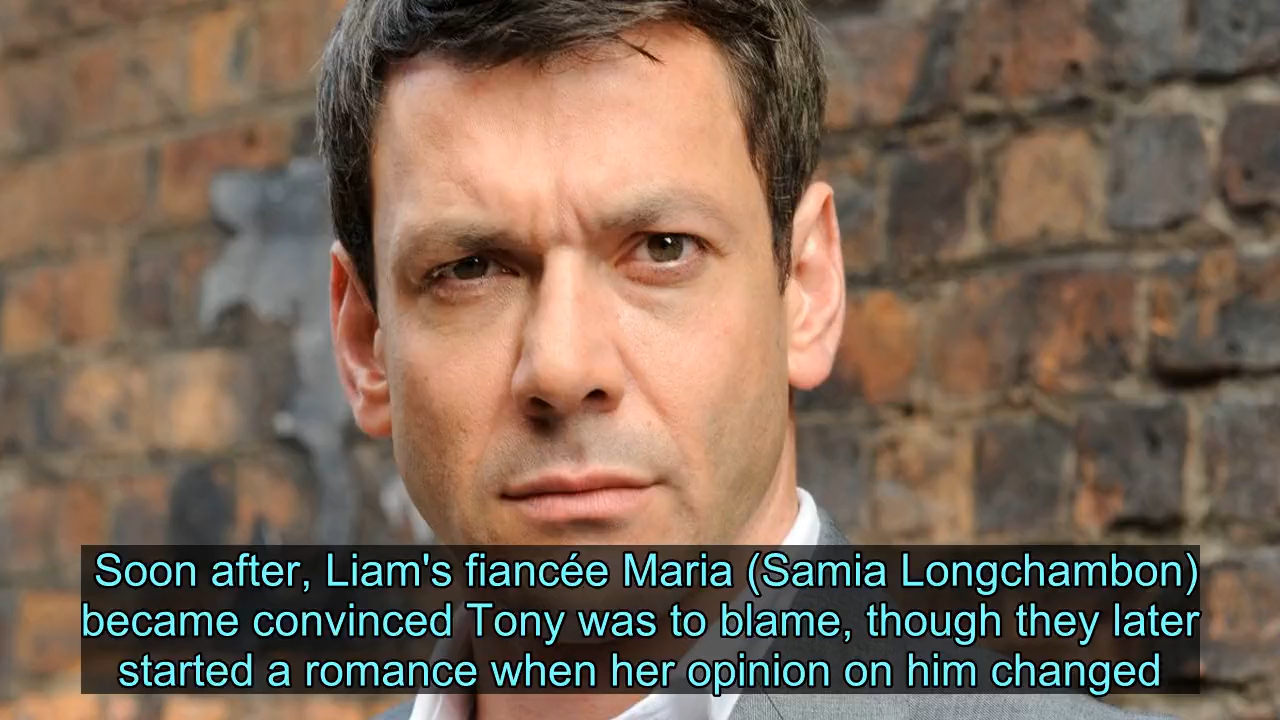 Soon after, Liam's fiancée Maria (Samia Longchambon)
became convinced Tony was to blame, though they later
started a romance when her opinion on him changed